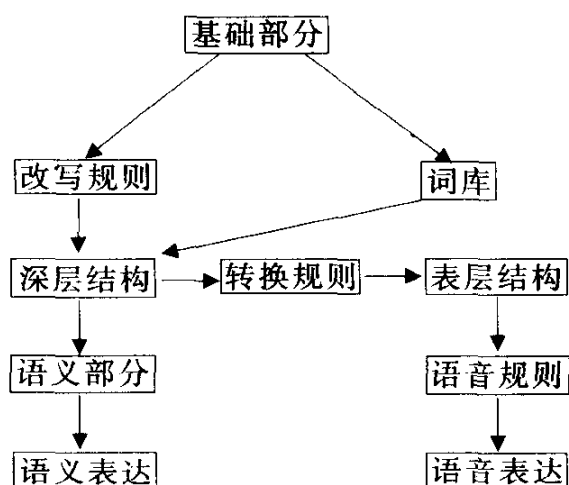 基础部分
改写规则
词库
深层结构
转换规则
表层结构
语义部分
语音规则
语义表达
语音表达